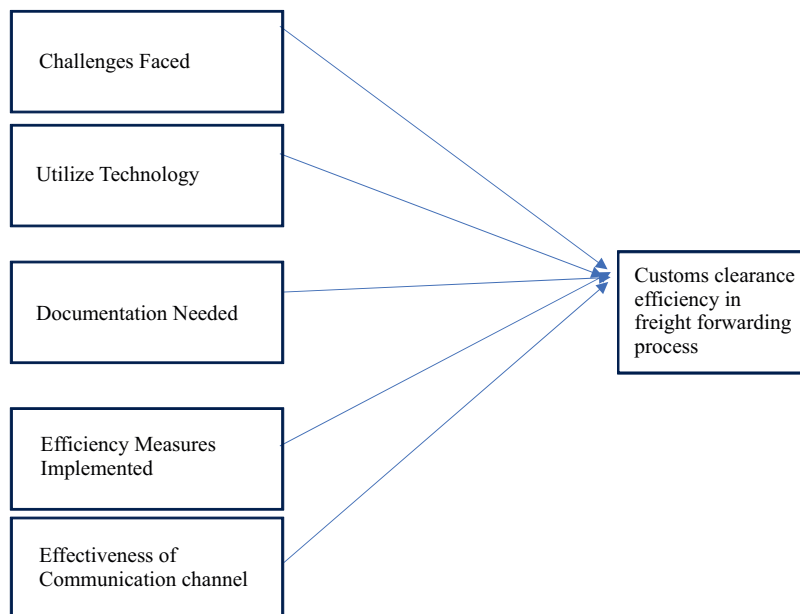 Challenges Faced
Utilize Technology
Documentation Needed
Efficiency Measures
Implemented
Effectiveness of
Communication channel
Customs clearance
efficiency in
freight forwarding
process